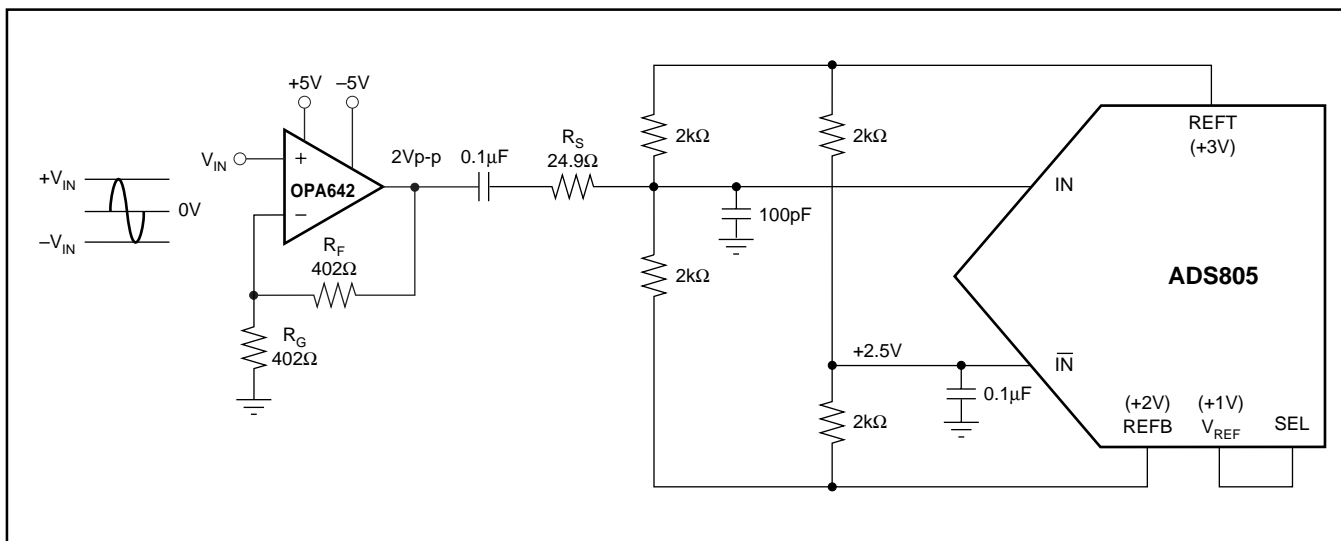 +5V
–5V
V_IN
+V_IN
0V
–V_IN
+
–
OPA642
2Vp-p
0.1µF
R_S
24.9Ω
R_F
402Ω
R_G
402Ω
2kΩ
2kΩ
100pF
2kΩ
+2.5V
0.1µF
2kΩ
REFT
(+3V)
IN
ADS805
I̅N̅
(+2V)
REFB
(+1V)
V_REF
SEL